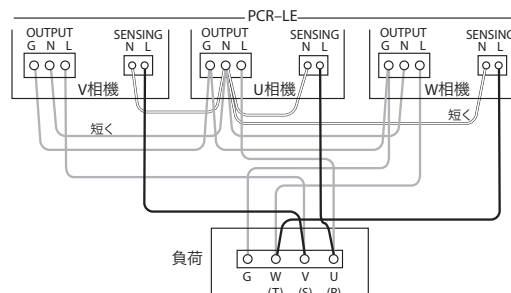 PCR–LE
OUTPUT SENSING OUTPUT SENSING OUTPUT SENSING
G N L N L G N L N L G N L N L
V相機 U相機 W相機
短く 短く
負荷
G W V U
(T) (S) (R)